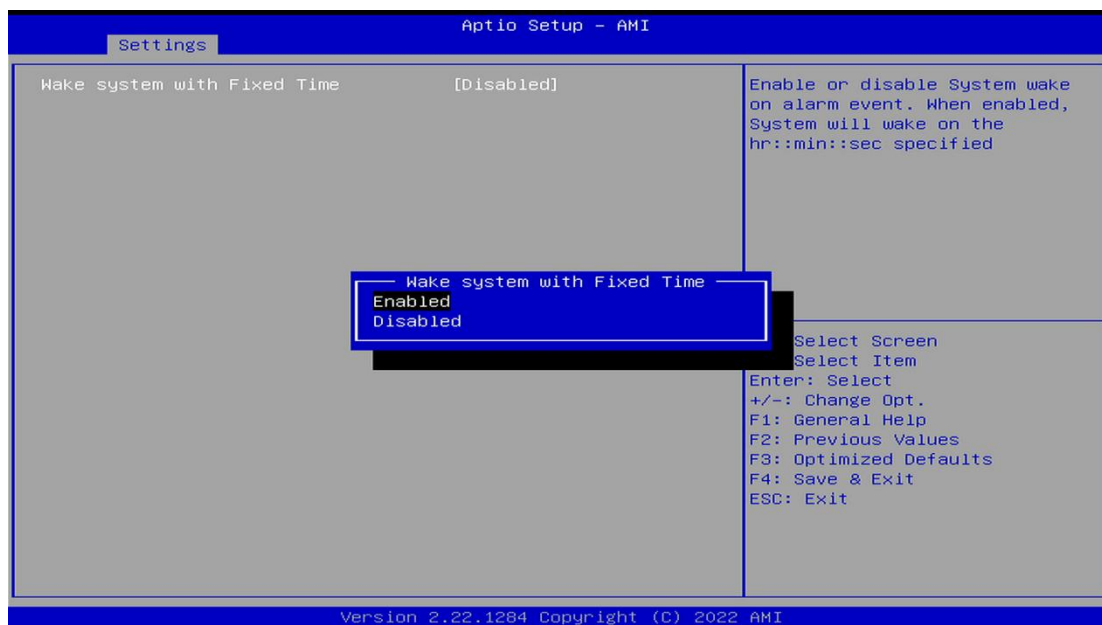 Aptio Setup - AMI
Settings
Wake system with Fixed Time [Disabled]
Enable or disable System wake
on alarm event. When enabled,
System will wake on the
hr::min::sec specified
Wake system with Fixed Time
Enabled
Disabled
Select Screen
Select Item
Enter: Select
+/-: Change Opt.
F1: General Help
F2: Previous Values
F3: Optimized Defaults
F4: Save & Exit
ESC: Exit
Version 2.22.1284 Copyright (C) 2022 AMI